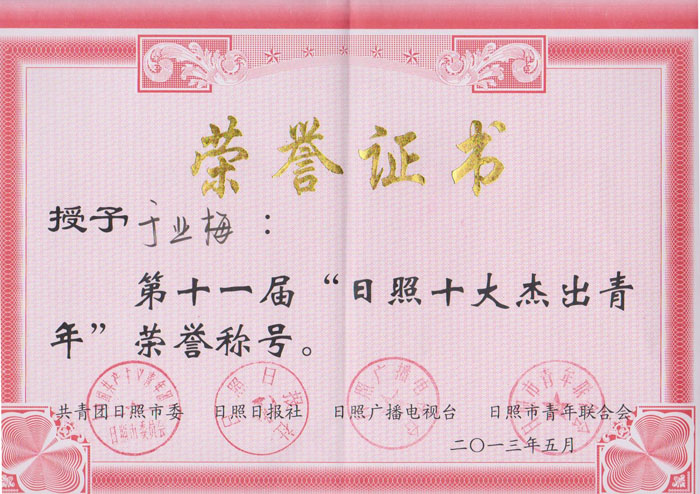 荣誉证书
授予于业梅：
第十一届“日照十大杰出青
年”荣誉称号。
共青团日照市委 日照日报社 日照广播电视台 日照市青年联合会
二〇一三年五月